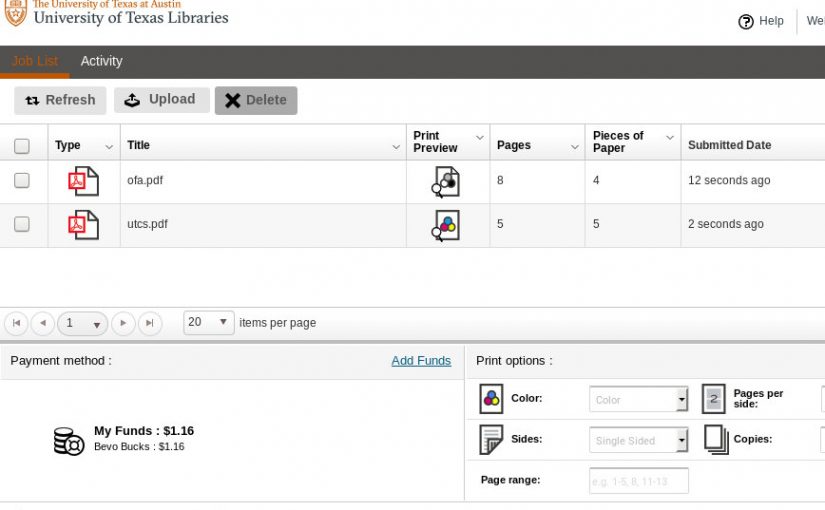 The University of Texas at Austin
University of Texas Libraries
Help
Job List
Activity
Refresh
Upload
Delete
Type
Title
Print Preview
Pages
Pieces of Paper
Submitted Date
ofa.pdf
8
4
12 seconds ago
utcs.pdf
5
5
2 seconds ago
1
20
items per page
Payment method :
Add Funds
Print options :
My Funds : $1.16
Bevo Bucks : $1.16
Color:
Color
2
Pages per side:
Sides:
Single Sided
Copies:
Page range:
e.g. 1-5, 8, 11-13